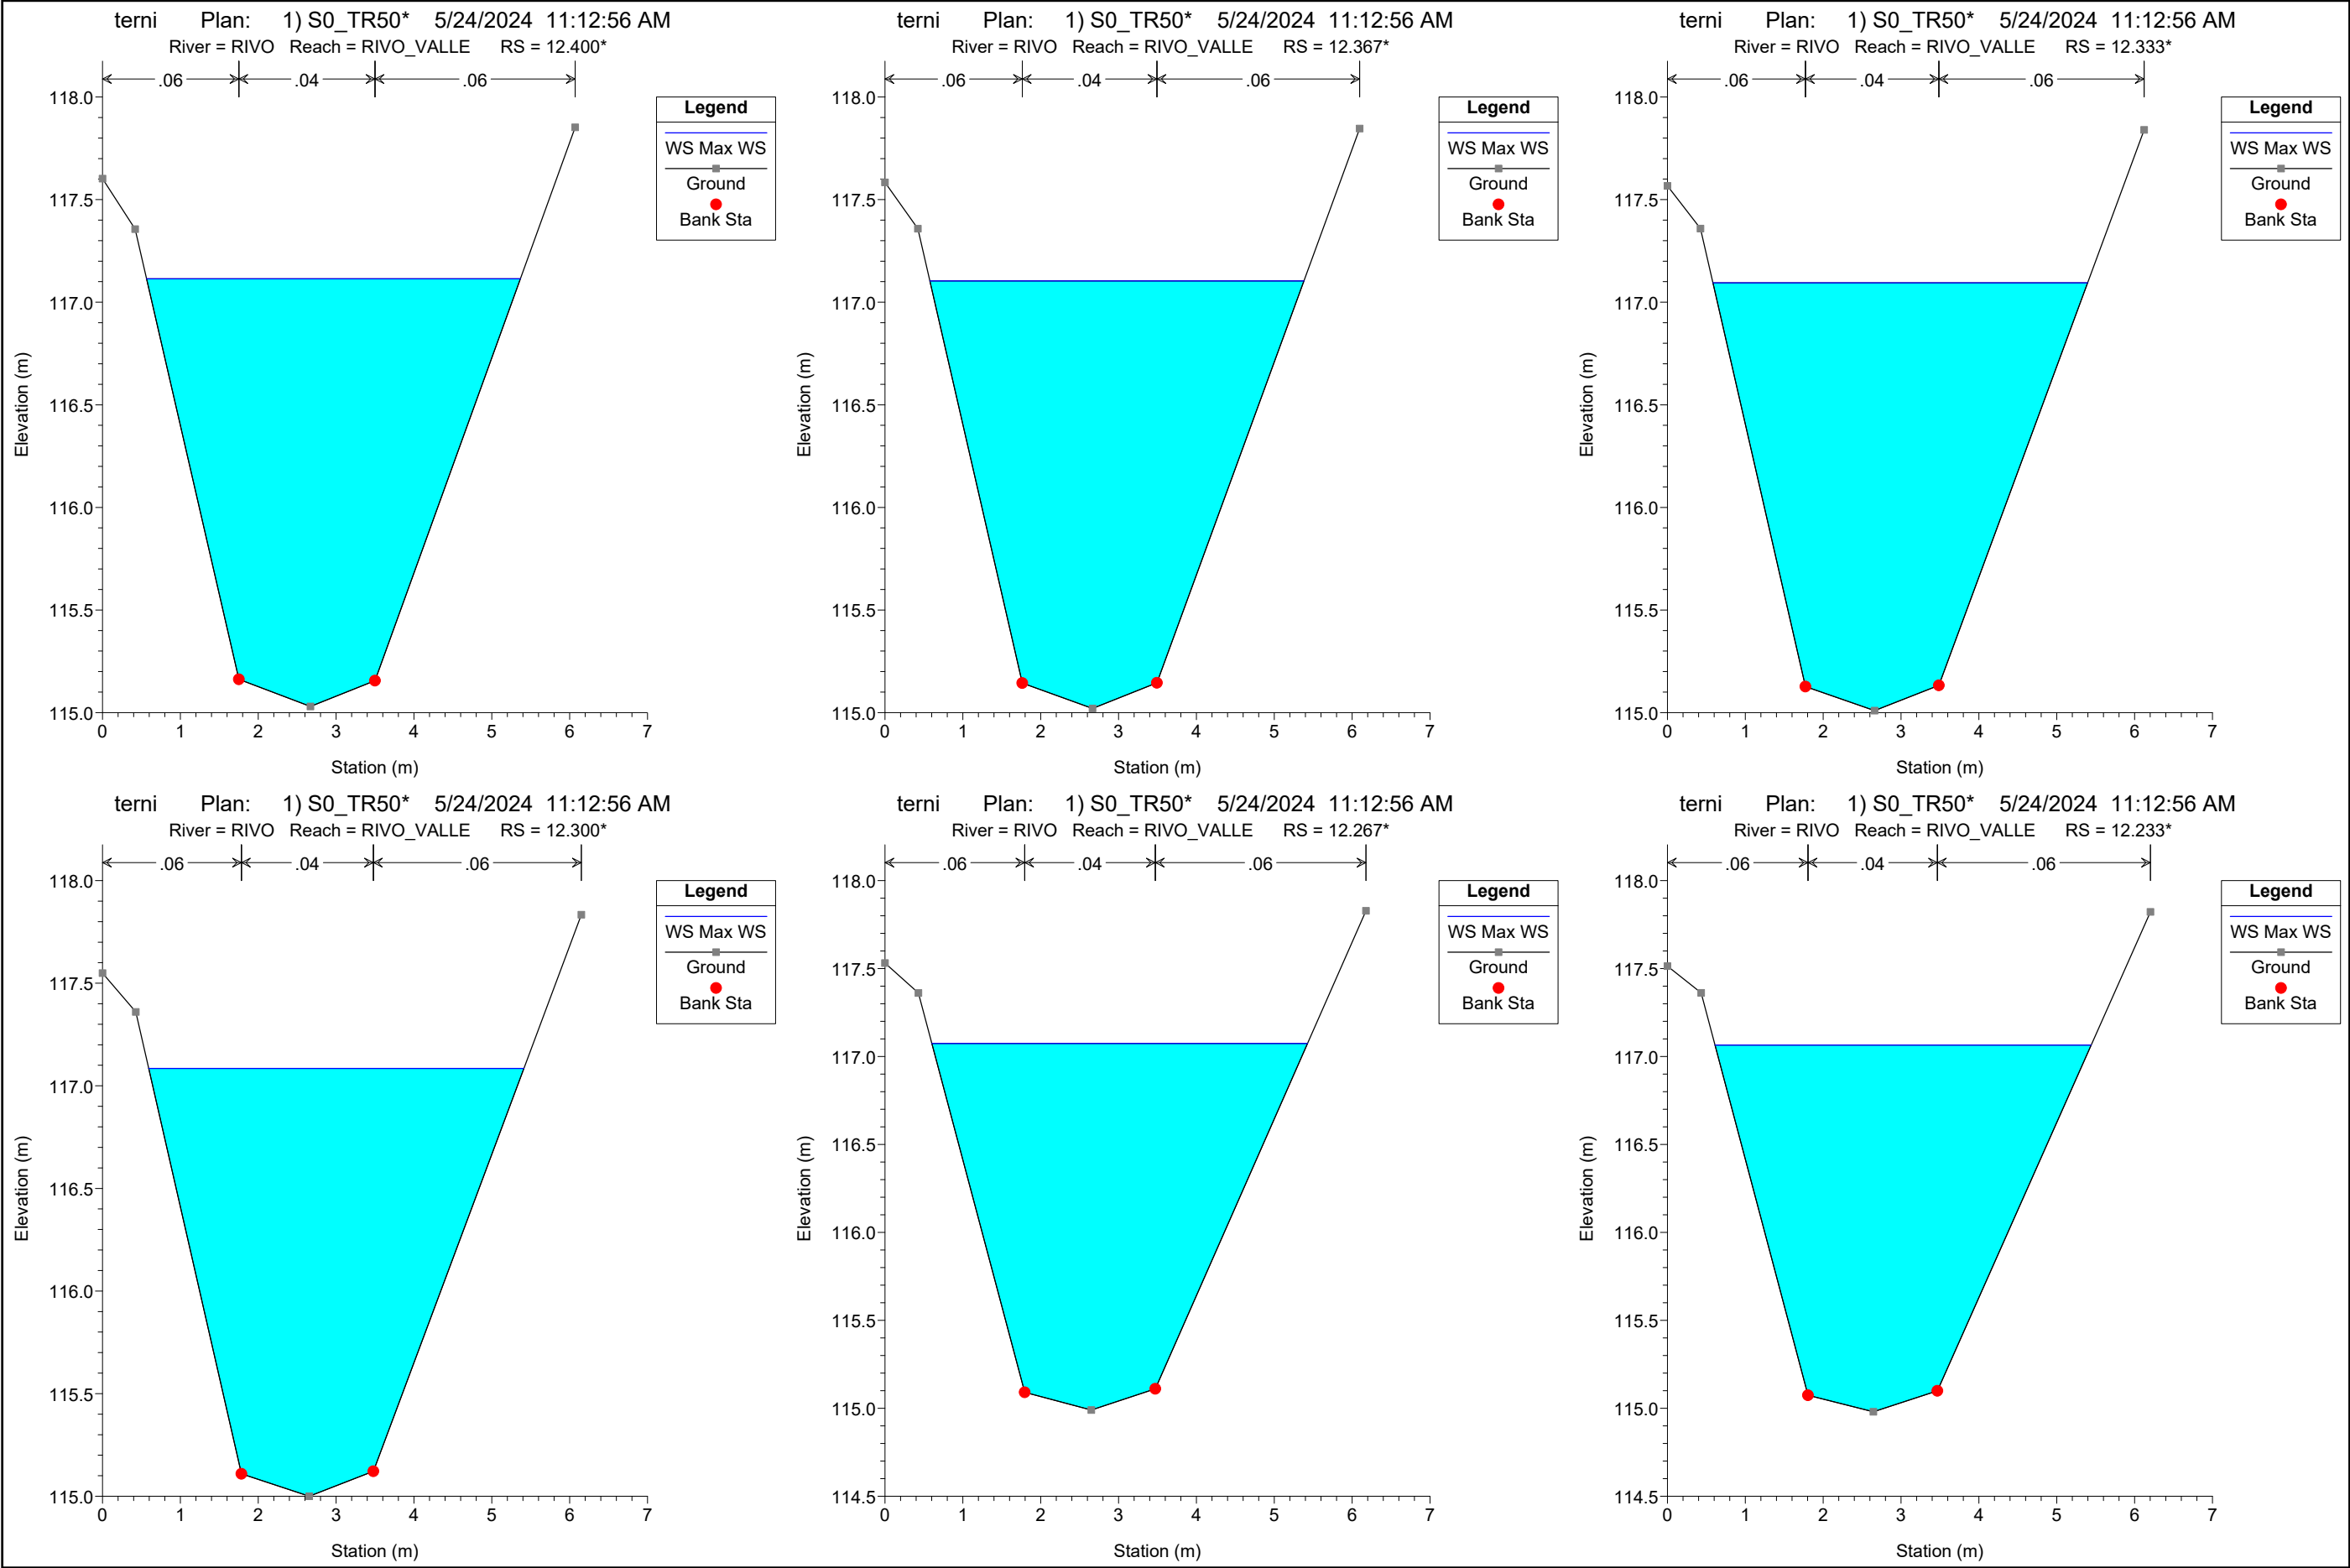 terni Plan: 1) S0_TR50* 5/24/2024 11:12:56 AM
River = RIVO Reach = RIVO_VALLE RS = 12.400*
.06 .04 .06
118.0
117.5
117.0
116.5
116.0
115.5
115.0
0 1 2 3 4 5 6 7
Station (m)
Elevation (m)
Legend
WS Max WS
Ground
Bank Sta
terni Plan: 1) S0_TR50* 5/24/2024 11:12:56 AM
River = RIVO Reach = RIVO_VALLE RS = 12.367*
.06 .04 .06
118.0
117.5
117.0
116.5
116.0
115.5
115.0
0 1 2 3 4 5 6 7
Station (m)
Elevation (m)
Legend
WS Max WS
Ground
Bank Sta
terni Plan: 1) S0_TR50* 5/24/2024 11:12:56 AM
River = RIVO Reach = RIVO_VALLE RS = 12.333*
.06 .04 .06
118.0
117.5
117.0
116.5
116.0
115.5
115.0
0 1 2 3 4 5 6 7
Station (m)
Elevation (m)
Legend
WS Max WS
Ground
Bank Sta
terni Plan: 1) S0_TR50* 5/24/2024 11:12:56 AM
River = RIVO Reach = RIVO_VALLE RS = 12.300*
.06 .04 .06
118.0
117.5
117.0
116.5
116.0
115.5
115.0
0 1 2 3 4 5 6 7
Station (m)
Elevation (m)
Legend
WS Max WS
Ground
Bank Sta
terni Plan: 1) S0_TR50* 5/24/2024 11:12:56 AM
River = RIVO Reach = RIVO_VALLE RS = 12.267*
.06 .04 .06
118.0
117.5
117.0
116.5
116.0
115.5
115.0
114.5
0 1 2 3 4 5 6 7
Station (m)
Elevation (m)
Legend
WS Max WS
Ground
Bank Sta
terni Plan: 1) S0_TR50* 5/24/2024 11:12:56 AM
River = RIVO Reach = RIVO_VALLE RS = 12.233*
.06 .04 .06
118.0
117.5
117.0
116.5
116.0
115.5
115.0
114.5
0 1 2 3 4 5 6 7
Station (m)
Elevation (m)
Legend
WS Max WS
Ground
Bank Sta